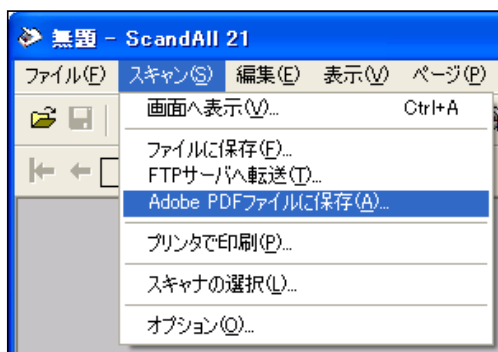 無題 - ScandAll 21
ファイル(F) スキャン(S) 編集(E) 表示(V) ページ(P)
画面へ表示(V)... Ctrl+A
ファイルに保存(F)...
FTPサーバへ転送(T)...
Adobe PDFファイルに保存(A)...
プリンタで印刷(P)...
スキャナの選択(L)...
オプション(O)...